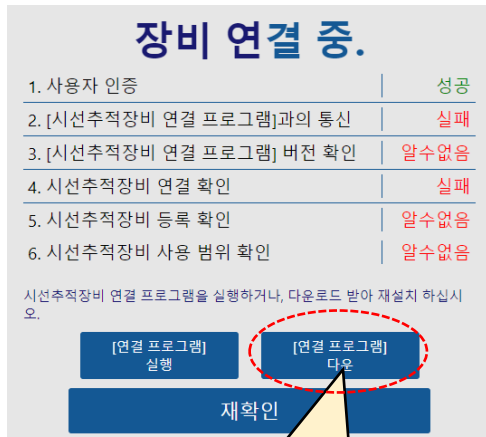 장비 연결 중.
1. 사용자 인증 성공
2. [시선추적장비 연결 프로그램]과의 통신 실패
3. [시선추적장비 연결 프로그램] 버전 확인 알수없음
4. 시선추적장비 연결 확인 실패
5. 시선추적장비 등록 확인 알수없음
6. 시선추적장비 사용 범위 확인 알수없음
시선추적장비 연결 프로그램을 실행하거나, 다운로드 받아 재설치 하십시
오.
[연결 프로그램] [연결 프로그램]
실행 다운
재확인